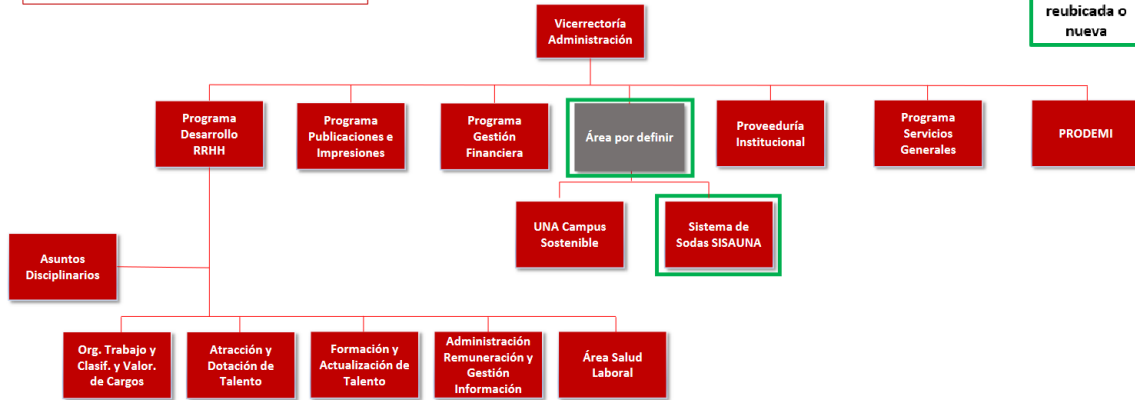 reubicada o
nueva
Vicerrectoría
Administración
Programa
Desarrollo
RRHH
Programa
Publicaciones e
Impresiones
Programa
Gestión
Financiera
Área por definir
Proveeduría
Institucional
Programa
Servicios
Generales
PRODEMI
UNA Campus
Sostenible
Sistema de
Sodas SISAUNA
Asuntos
Disciplinarios
Org. Trabajo y
Clasif. y Valor.
de Cargos
Atracción y
Dotación de
Talento
Formación y
Actualización de
Talento
Administración
Remuneración y
Gestión
Información
Área Salud
Laboral